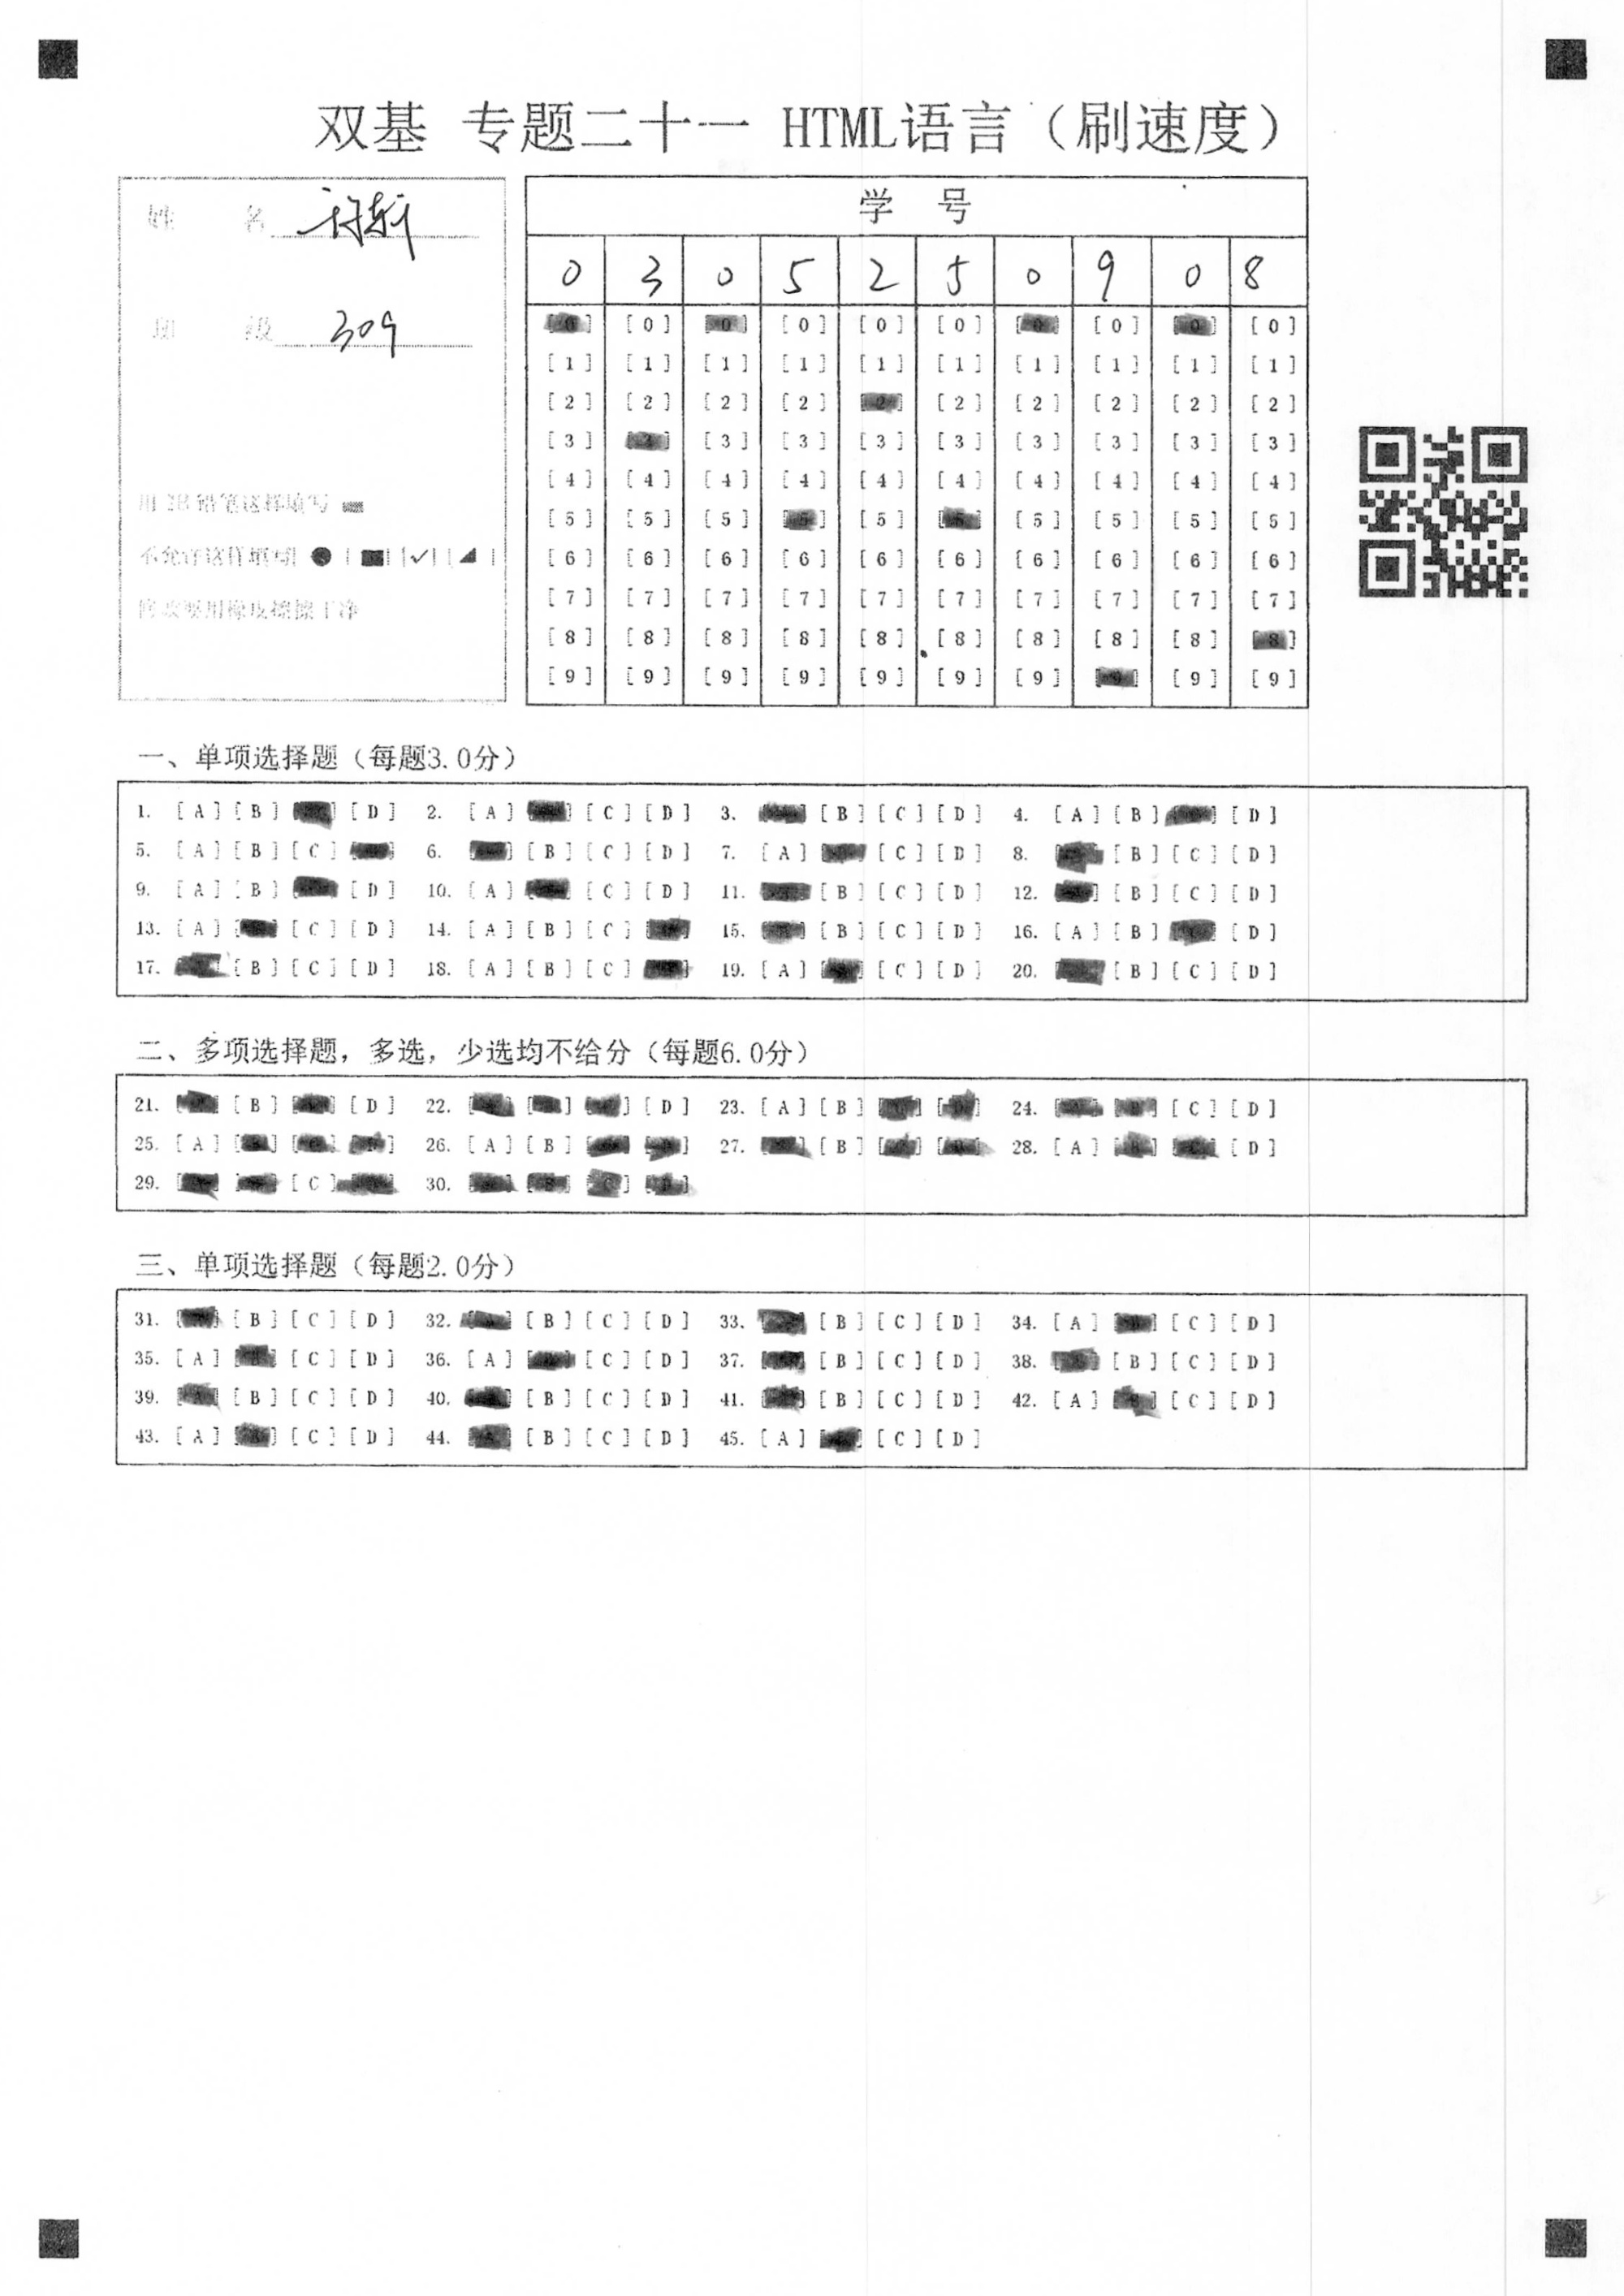 双基 专题二十一 HTML语言（刷速度）
姓 名
班 级 309
用 2B 铅笔这样填写
不允许这样填写
修改要用橡皮擦擦干净
学 号
0 3 0 5 2 5 0 9 0 8
[0] [0] [0] [0] [0] [0] [0] [0] [0] [0]
[1] [1] [1] [1] [1] [1] [1] [1] [1] [1]
[2] [2] [2] [2] [2] [2] [2] [2] [2] [2]
[3] [3] [3] [3] [3] [3] [3] [3] [3] [3]
[4] [4] [4] [4] [4] [4] [4] [4] [4] [4]
[5] [5] [5] [5] [5] [5] [5] [5] [5] [5]
[6] [6] [6] [6] [6] [6] [6] [6] [6] [6]
[7] [7] [7] [7] [7] [7] [7] [7] [7] [7]
[8] [8] [8] [8] [8] [8] [8] [8] [8] [8]
[9] [9] [9] [9] [9] [9] [9] [9] [9] [9]
一、单项选择题（每题3.0分）
1. [A] [B] [D] 2. [A] [C] [D] 3. [B] [C] [D] 4. [A] [B] [D]
5. [A] [B] [C] 6. [B] [C] [D] 7. [A] [C] [D] 8. [B] [C] [D]
9. [A] [B] [D] 10. [A] [C] [D] 11. [B] [C] [D] 12. [B] [C] [D]
13. [A] [C] [D] 14. [A] [B] [C] 15. [B] [C] [D] 16. [A] [B] [D]
17. [B] [C] [D] 18. [A] [B] [C] 19. [A] [C] [D] 20. [B] [C] [D]
二、多项选择题，多选，少选均不给分（每题6.0分）
21. [B] [D] 22. [D] 23. [A] [B] 24. [C] [D]
25. [A] 26. [A] [B] 27. [B] 28. [A] [D]
29. [C] 30.
三、单项选择题（每题2.0分）
31. [B] [C] [D] 32. [B] [C] [D] 33. [B] [C] [D] 34. [A] [C] [D]
35. [A] [C] [D] 36. [A] [C] [D] 37. [B] [C] [D] 38. [B] [C] [D]
39. [B] [C] [D] 40. [B] [C] [D] 41. [B] [C] [D] 42. [A] [C] [D]
43. [A] [C] [D] 44. [B] [C] [D] 45. [A] [C] [D]